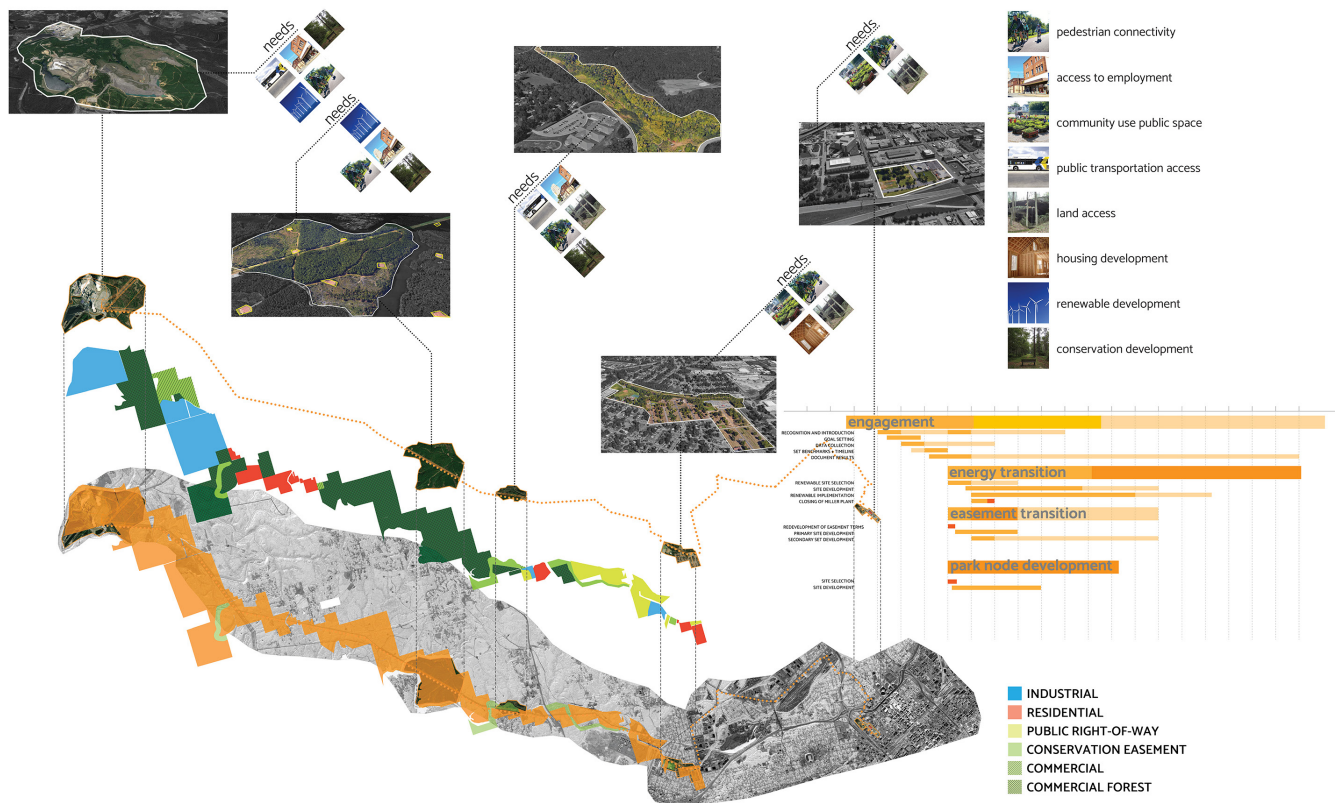 needs
needs
needs
needs
needs
pedestrian connectivity
access to employment
community use public space
public transportation access
land access
housing development
renewable development
conservation development
engagement
RECOGNITION AND INTRODUCTION
GOAL SETTING
DATA COLLECTION
SET BENCHMARKS + TIMELINE
DOCUMENT RESULTS
energy transition
RENEWABLE SITE SELECTION
SITE DEVELOPMENT
RENEWABLE IMPLEMENTATION
CLOSING OF MILLER PLANT
easement transition
REDEVELOPMENT OF EASEMENT TERMS
PRIMARY SITE DEVELOPMENT
SECONDARY SET DEVELOPMENT
park node development
SITE SELECTION
SITE DEVELOPMENT
INDUSTRIAL
RESIDENTIAL
PUBLIC RIGHT-OF-WAY
CONSERVATION EASEMENT
COMMERCIAL
COMMERCIAL FOREST